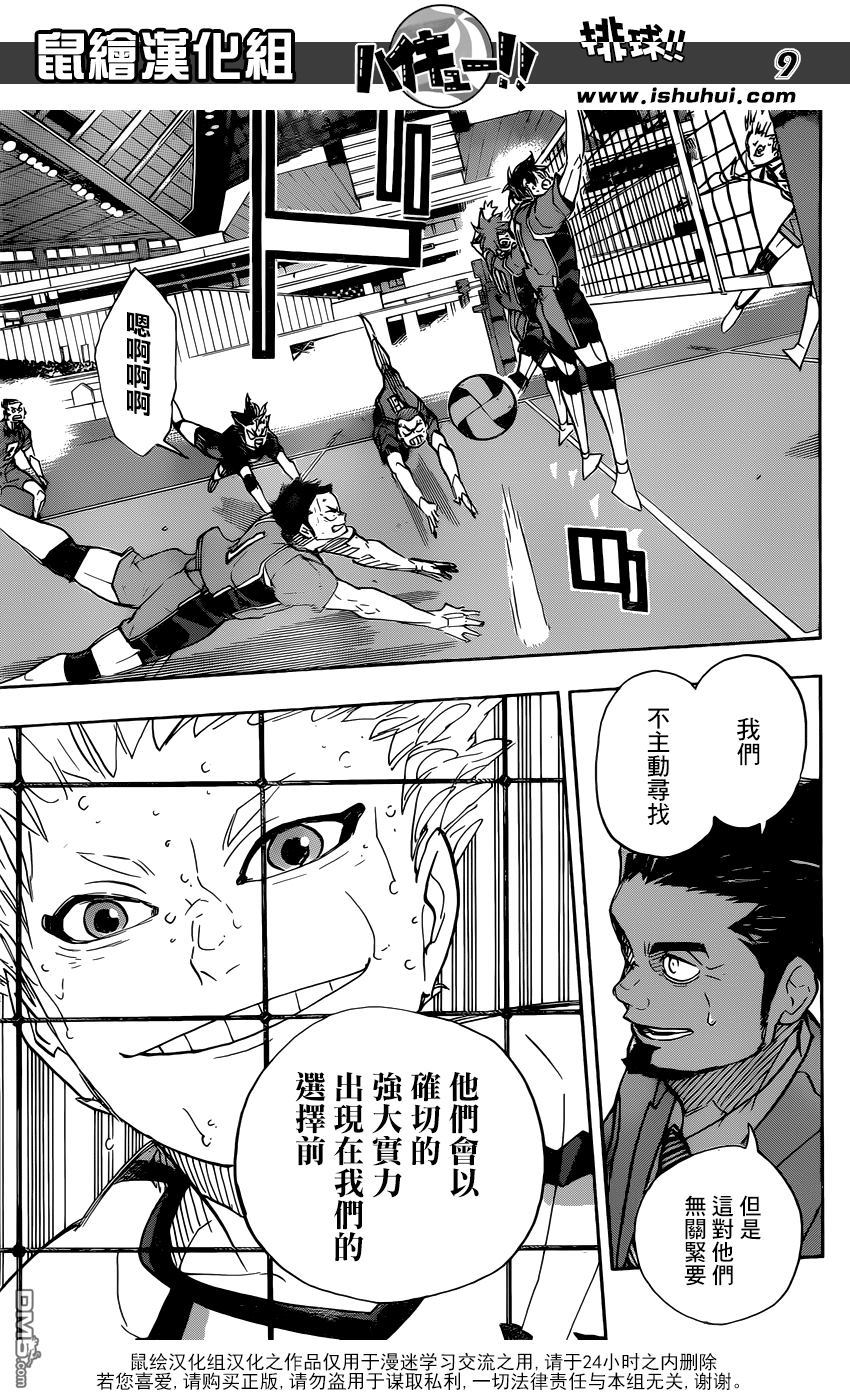 鼠繪漢化組
ハイキュー!!
排球!!
9
www.ishuhui.com
嗯啊啊啊
我們
不主動尋找
但是
這對他們
無關緊要
他們會以
確切的
強大實力
出現在我們的
選擇前
DM5
鼠绘汉化组汉化之作品仅用于漫迷学习交流之用, 请于24小时之内删除
若您喜爱, 请购买正版, 请勿用于谋取私利, 一切法律责任与本组无关, 谢谢。